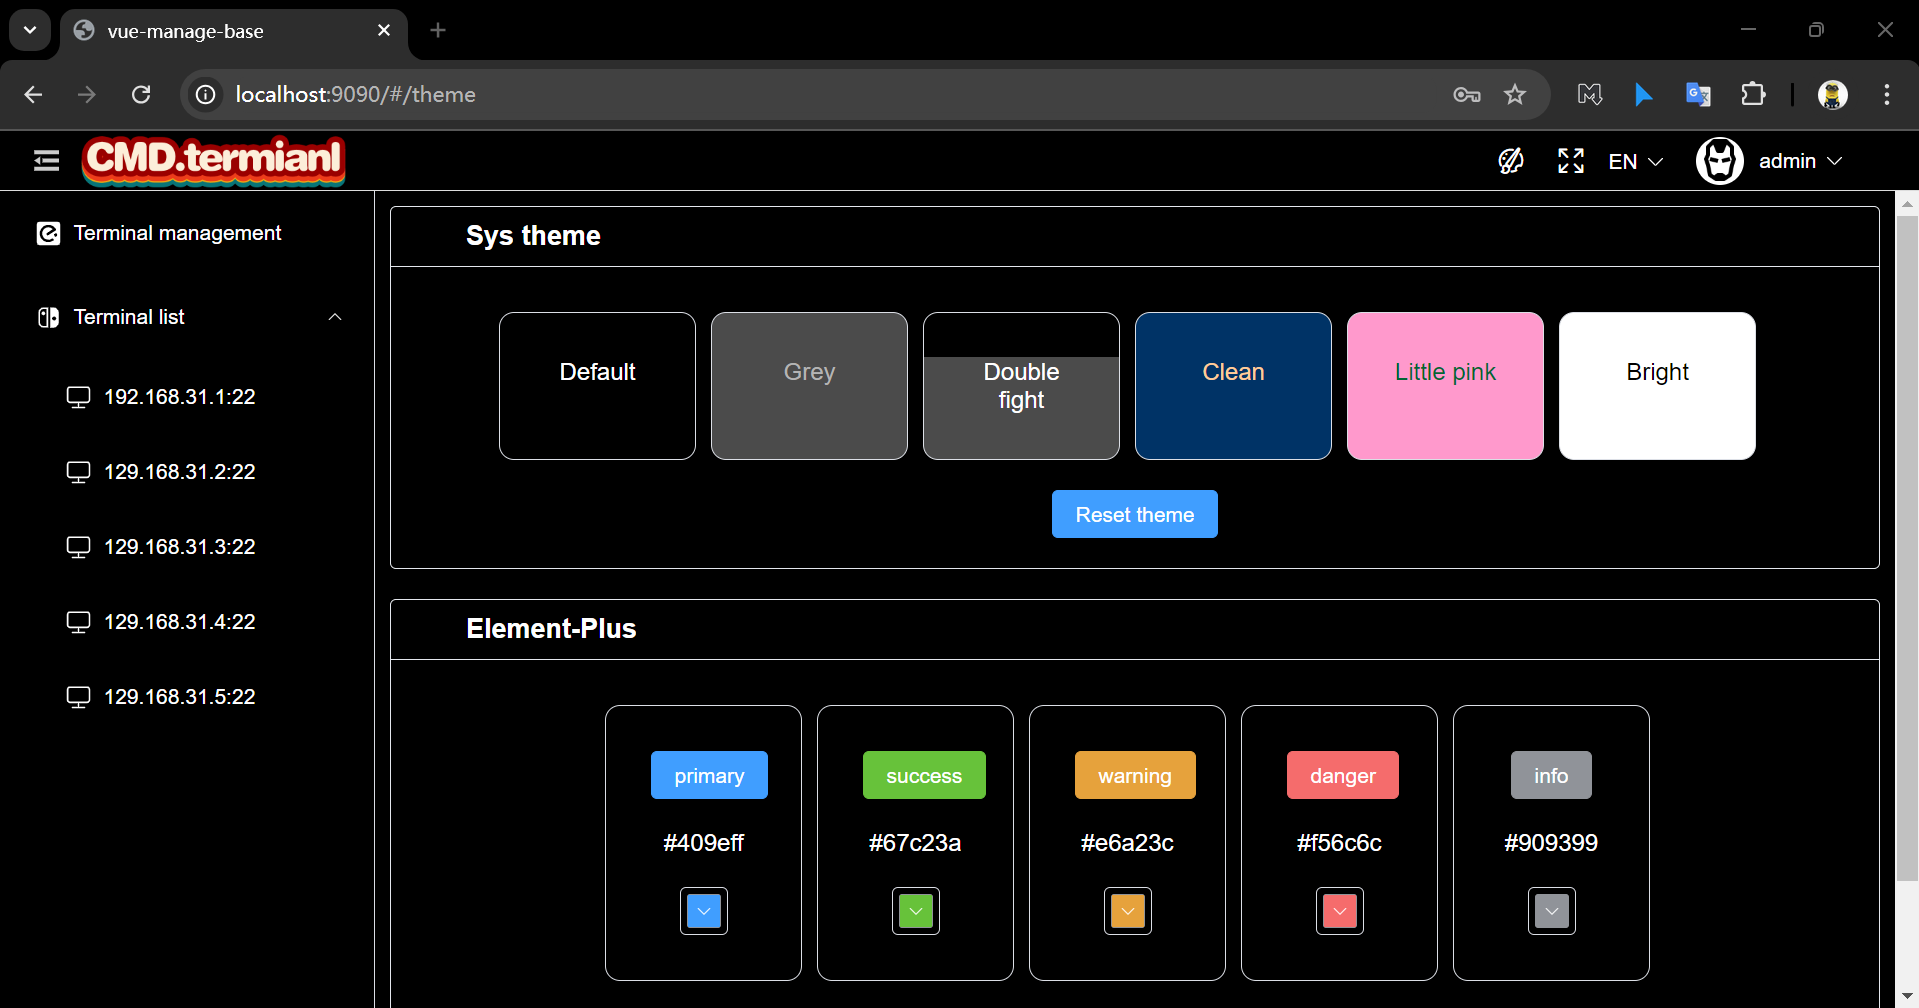 vue-manage-base
localhost:9090/#/theme
CMD.termianl
EN
admin
Terminal management
Terminal list
192.168.31.1:22
129.168.31.2:22
129.168.31.3:22
129.168.31.4:22
129.168.31.5:22
Sys theme
Default
Grey
Double
fight
Clean
Little pink
Bright
Reset theme
Element-Plus
primary
success
warning
danger
info
#409eff
#67c23a
#e6a23c
#f56c6c
#909399